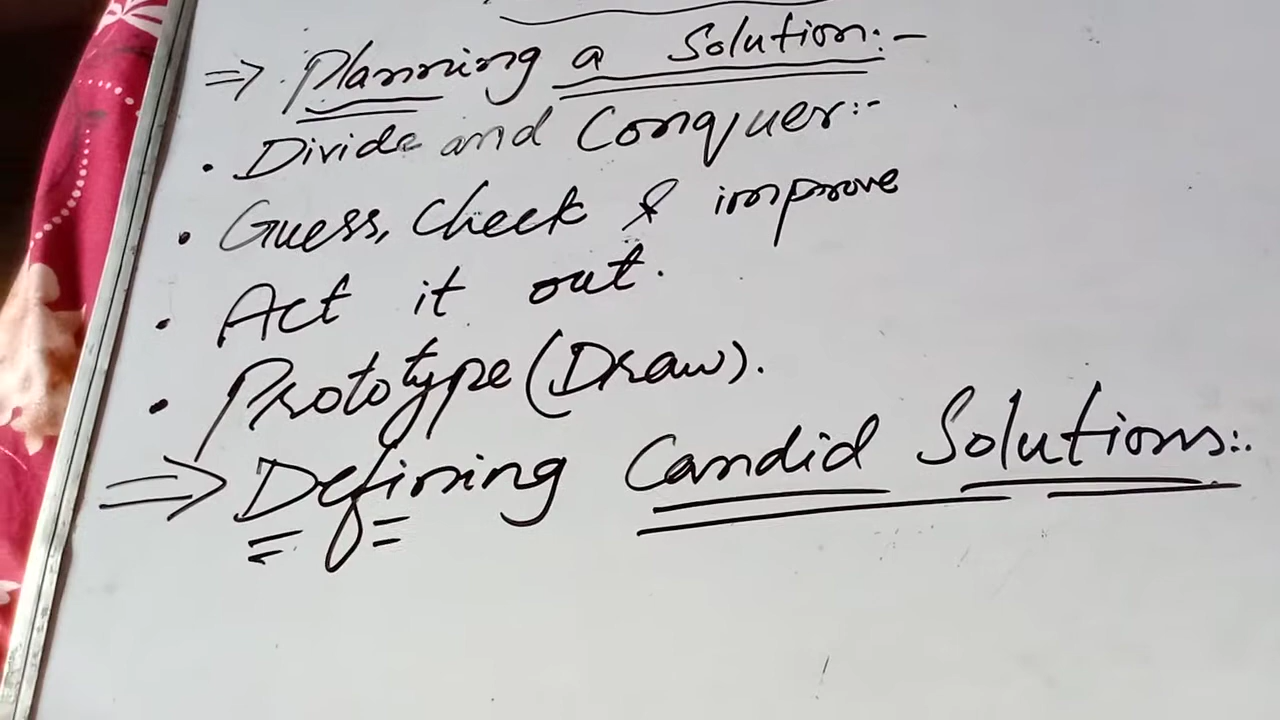 ⇒ Planning a Solution:-
• Divide and Conquer:-
• Guess, Check & improve
• Act it out.
• Prototype (Draw).
⇒ Defining Candid Solutions:.